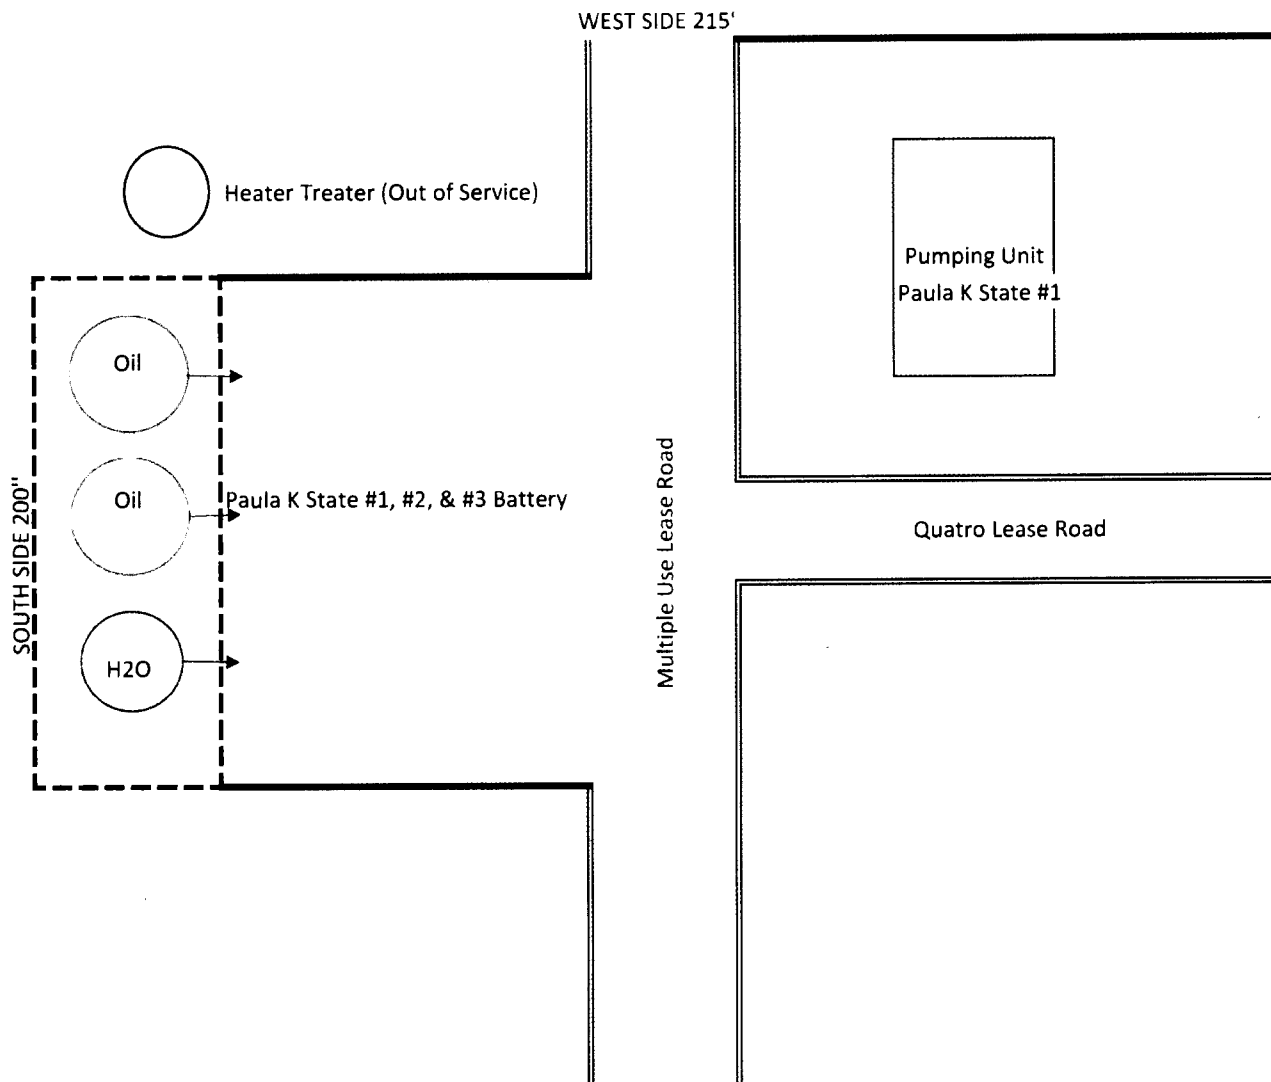 WEST SIDE 215'
Heater Treater (Out of Service)
Pumping Unit
Paula K State #1
Oil
Oil
Paula K State #1, #2, & #3 Battery
H2O
SOUTH SIDE 200"
Multiple Use Lease Road
Quatro Lease Road